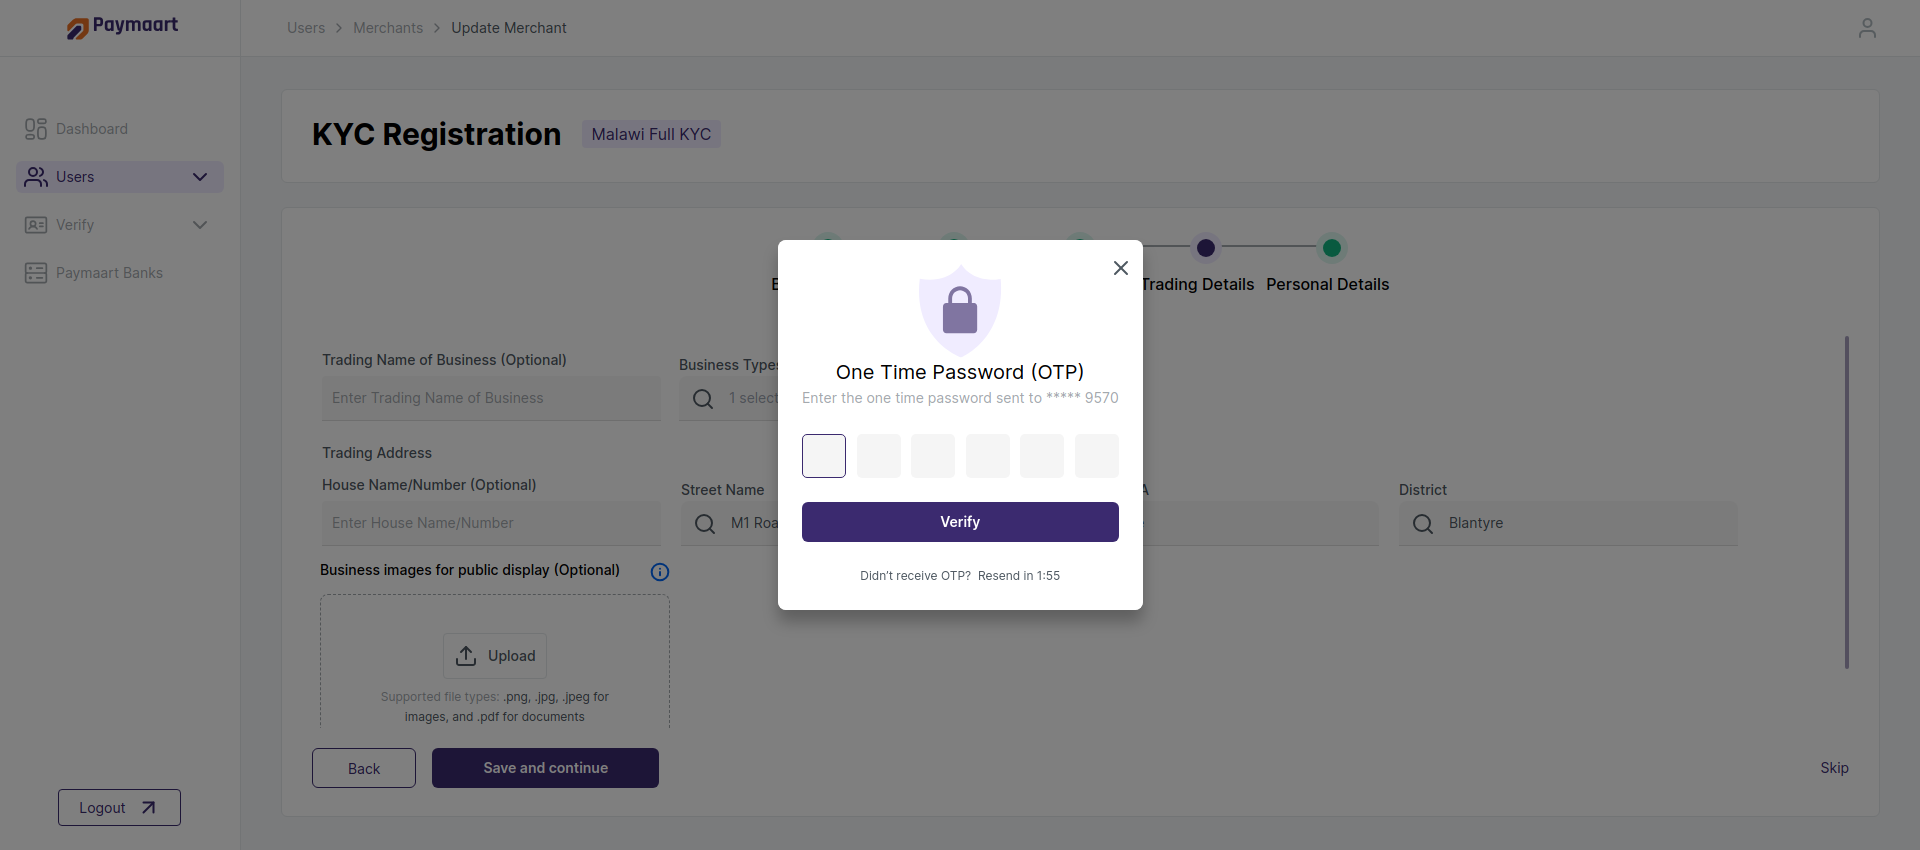 Paymaart
Users > Merchants > Update Merchant
Dashboard
Users
Verify
Paymaart Banks
Logout
KYC Registration
Malawi Full KYC
Trading Details
Personal Details
Trading Name of Business (Optional)
Enter Trading Name of Business
Business Types
1 select
Trading Address
House Name/Number (Optional)
Enter House Name/Number
Street Name
M1 Roa
District
Blantyre
Business images for public display (Optional)
Upload
Supported file types: .png, .jpg, .jpeg for
images, and .pdf for documents
Back
Save and continue
Skip
One Time Password (OTP)
Enter the one time password sent to ***** 9570
Verify
Didn’t receive OTP? Resend in 1:55